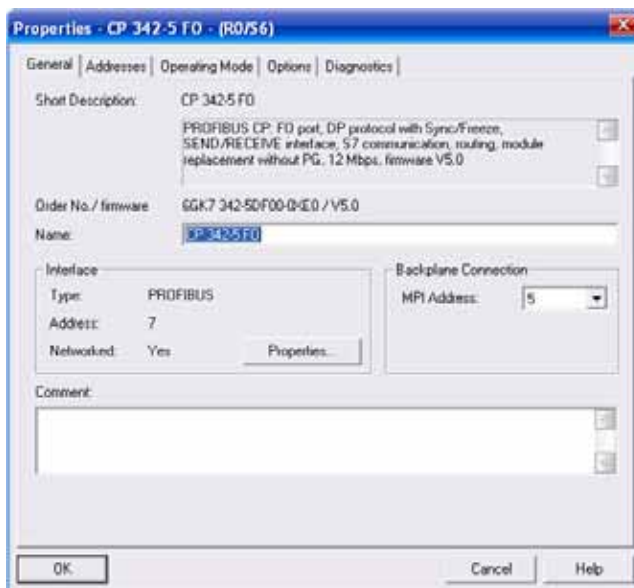 Properties - CP 342-5 FO - (R0/S6)
General Addresses Operating Mode Options Diagnostics
Short Description: CP 342-5 FO
PROFIBUS CP: FO port, DP protocol with Sync/Freeze,
SEND/RECEIVE interface, S7 communication, routing, module
replacement without PG, 12 Mbps, firmware V5.0
Order No./ firmware 6GK7 342-5DF00-0XE0 / V5.0
Name: CP 342-5 FO
Interface
Type: PROFIBUS
Address: 7
Networked: Yes Properties...
Backplane Connection
MPI Address: 5
Comment:
OK Cancel Help